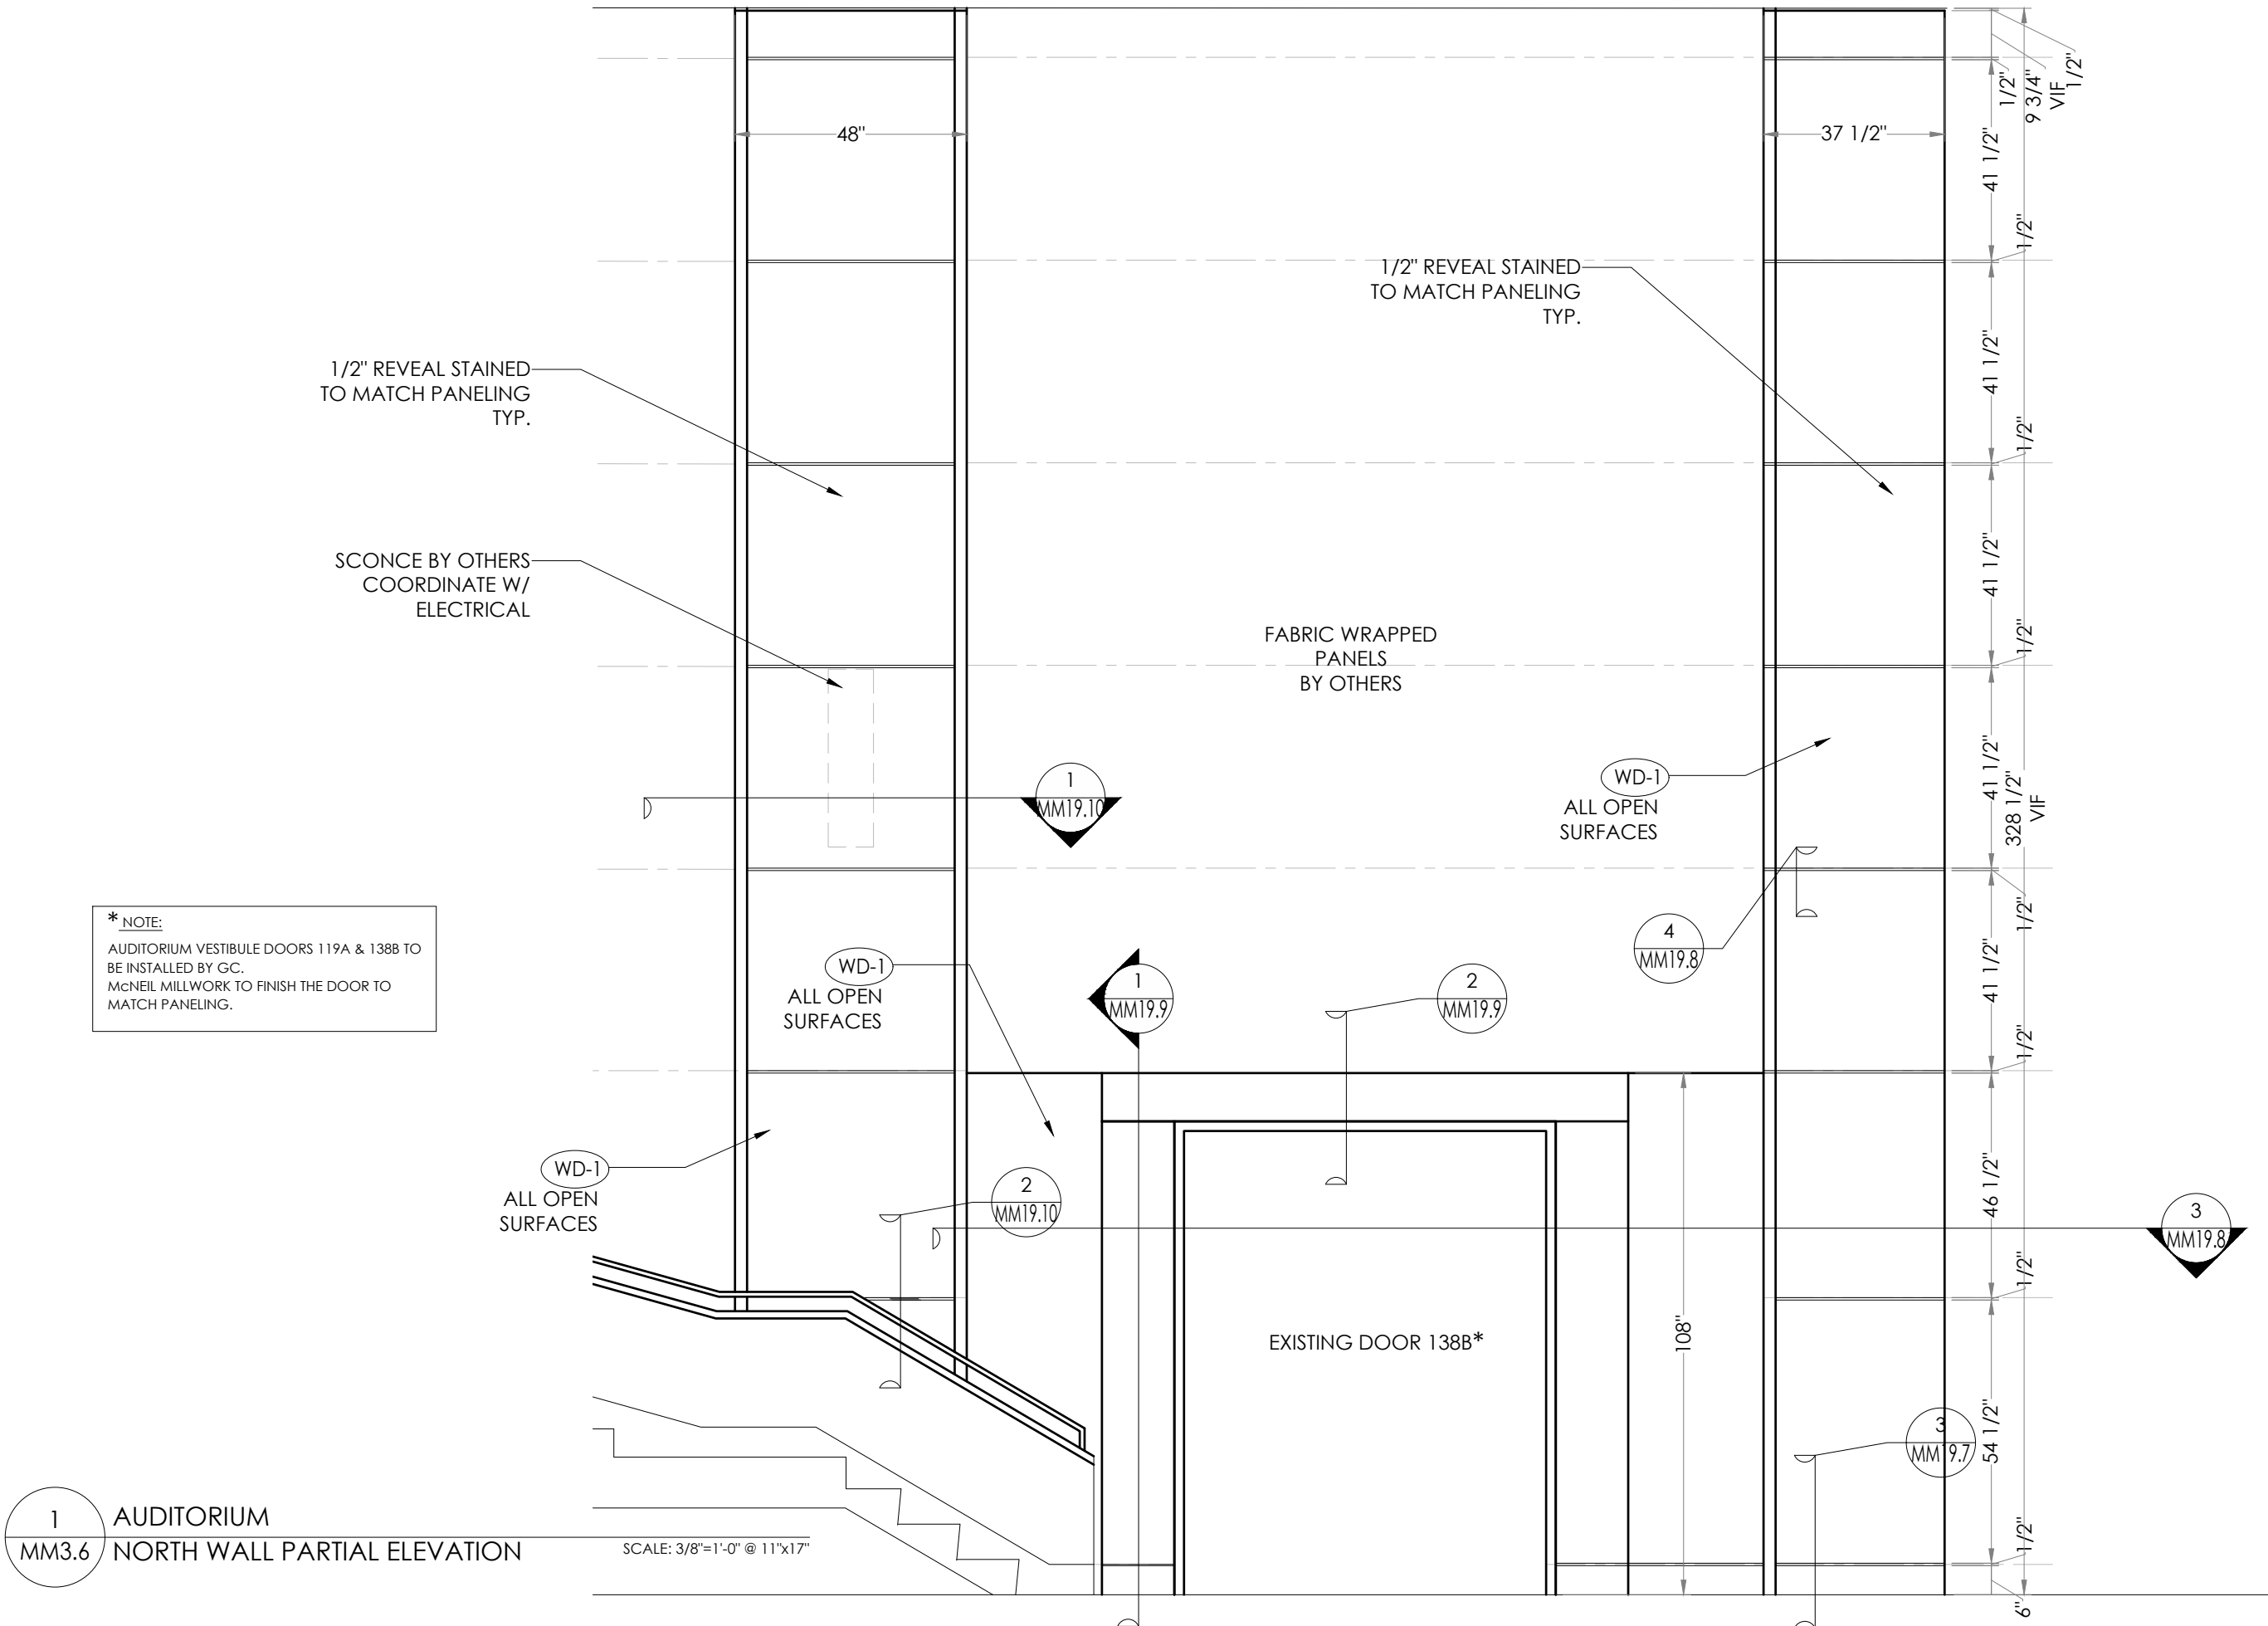 48"
37 1/2"
1/2"
9 3/4"
VIF
1/2"
41 1/2"
1/2"
1/2" REVEAL STAINED
TO MATCH PANELING
TYP.
41 1/2"
1/2" REVEAL STAINED
TO MATCH PANELING
TYP.
1/2"
41 1/2"
SCONCE BY OTHERS
COORDINATE W/
ELECTRICAL
FABRIC WRAPPED
PANELS
BY OTHERS
1/2"
1
MM19.10
WD-1
ALL OPEN
SURFACES
41 1/2"
328 1/2"
VIF
* NOTE:
AUDITORIUM VESTIBULE DOORS 119A & 138B TO
BE INSTALLED BY GC.
McNEIL MILLWORK TO FINISH THE DOOR TO
MATCH PANELING.
WD-1
ALL OPEN
SURFACES
1
MM19.9
2
MM19.9
4
MM19.8
1/2"
41 1/2"
1/2"
WD-1
ALL OPEN
SURFACES
2
MM19.10
46 1/2"
3
MM19.8
1/2"
EXISTING DOOR 138B*
108"
3
MM19.7
54 1/2"
1/2"
6"
1
MM3.6
AUDITORIUM
NORTH WALL PARTIAL ELEVATION
SCALE: 3/8"=1'-0" @ 11"x17"